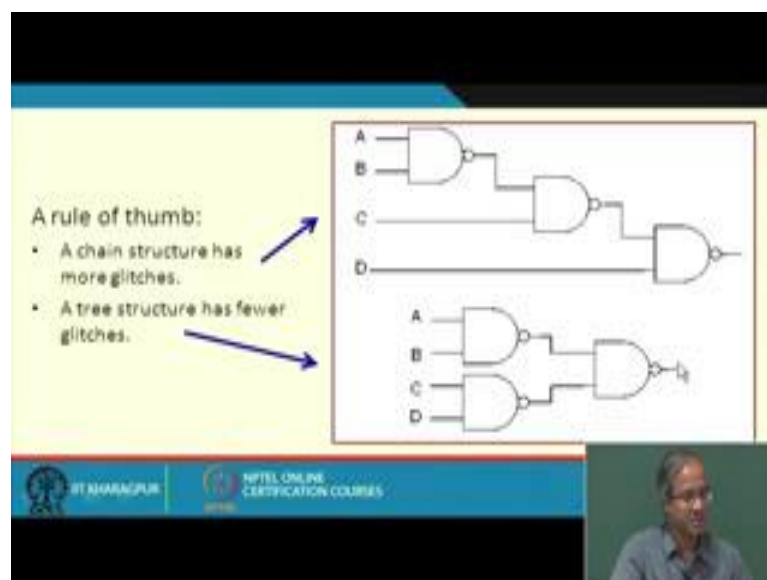 A rule of thumb:
• A chain structure has
more glitches.
• A tree structure has fewer
glitches.
A
B
C
D
A
B
C
D
IIT KHARAGPUR
NPTEL ONLINE
CERTIFICATION COURSES
NPTEL